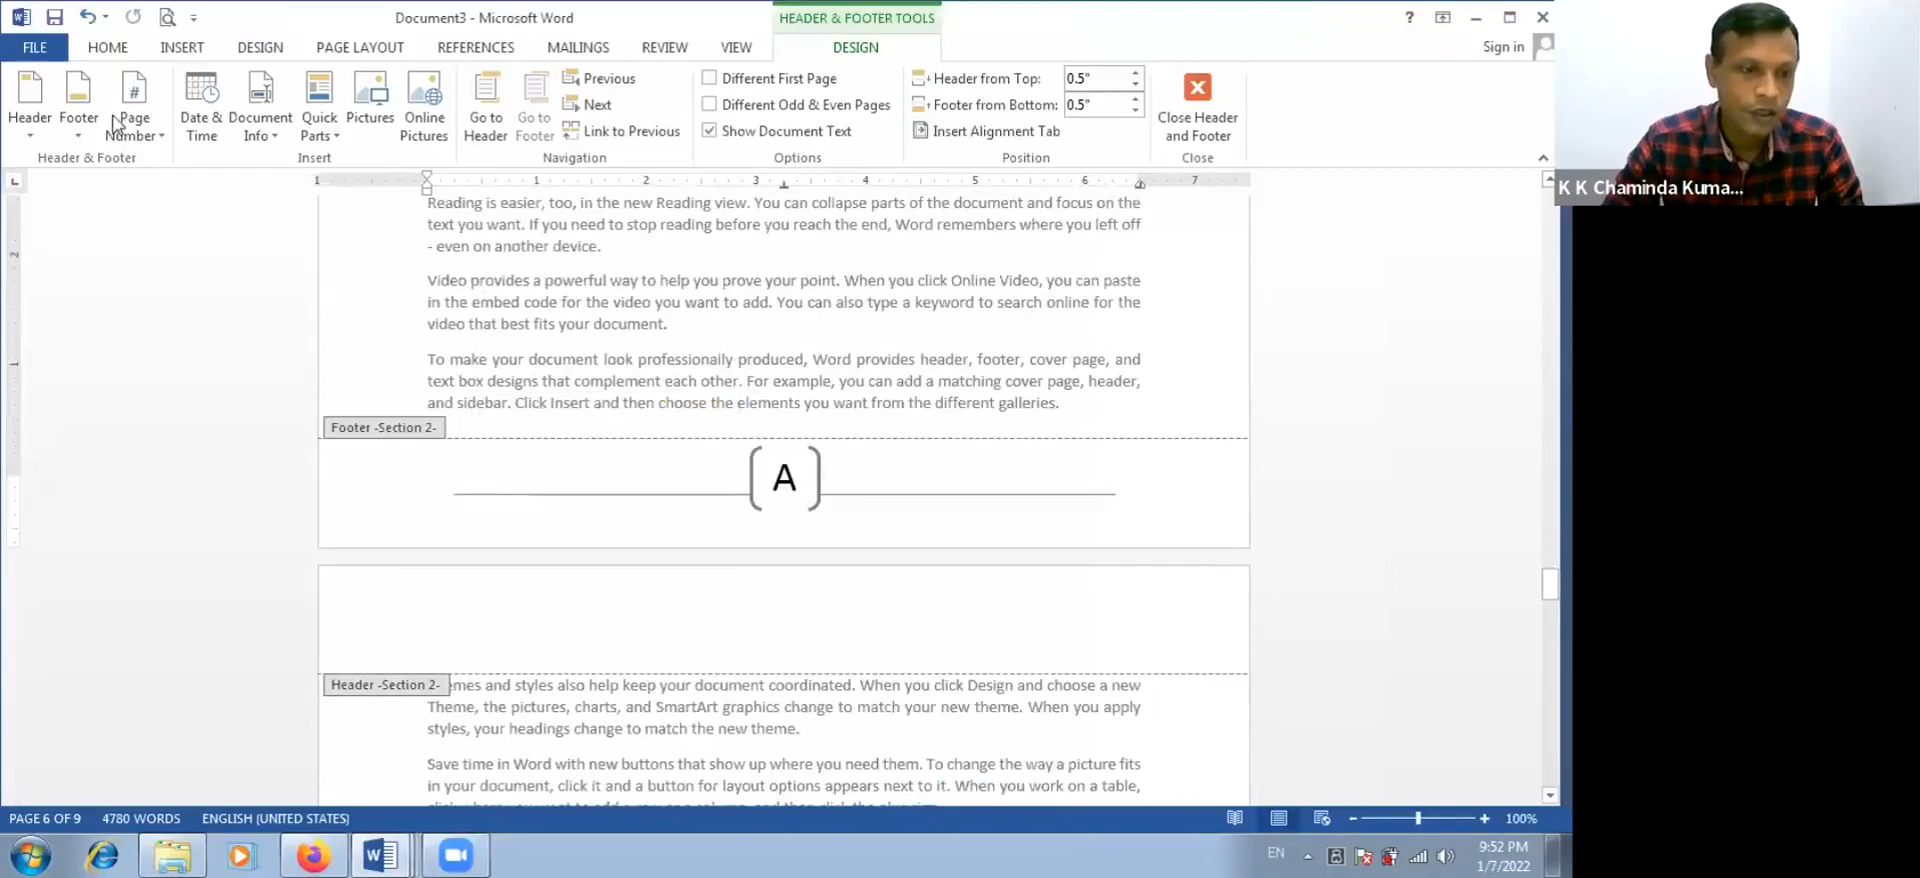 Document3 - Microsoft Word
HEADER & FOOTER TOOLS
?
FILE
HOME
INSERT
DESIGN
PAGE LAYOUT
REFERENCES
MAILINGS
REVIEW
VIEW
DESIGN
Sign in
Header
Footer
#
Page
Number
Header & Footer
Date &
Time
Document
Info
Quick
Parts
Pictures
Online
Pictures
Insert
Go to
Header
Go to
Footer
Previous
Next
Link to Previous
Navigation
Different First Page
Different Odd & Even Pages
Show Document Text
Options
Header from Top: 0.5"
Footer from Bottom: 0.5"
Insert Alignment Tab
Position
Close Header
and Footer
Close
K K Chaminda Kuma...
1 1 2 3 4 5 6 7
2
1
Reading is easier, too, in the new Reading view. You can collapse parts of the document and focus on the
text you want. If you need to stop reading before you reach the end, Word remembers where you left off
- even on another device.
Video provides a powerful way to help you prove your point. When you click Online Video, you can paste
in the embed code for the video you want to add. You can also type a keyword to search online for the
video that best fits your document.
To make your document look professionally produced, Word provides header, footer, cover page, and
text box designs that complement each other. For example, you can add a matching cover page, header,
and sidebar. Click Insert and then choose the elements you want from the different galleries.
Footer -Section 2-
A
Header -Section 2-
emes and styles also help keep your document coordinated. When you click Design and choose a new
Theme, the pictures, charts, and SmartArt graphics change to match your new theme. When you apply
styles, your headings change to match the new theme.
Save time in Word with new buttons that show up where you need them. To change the way a picture fits
in your document, click it and a button for layout options appears next to it. When you work on a table,
PAGE 6 OF 9
4780 WORDS
ENGLISH (UNITED STATES)
100%
EN
9:52 PM
1/7/2022